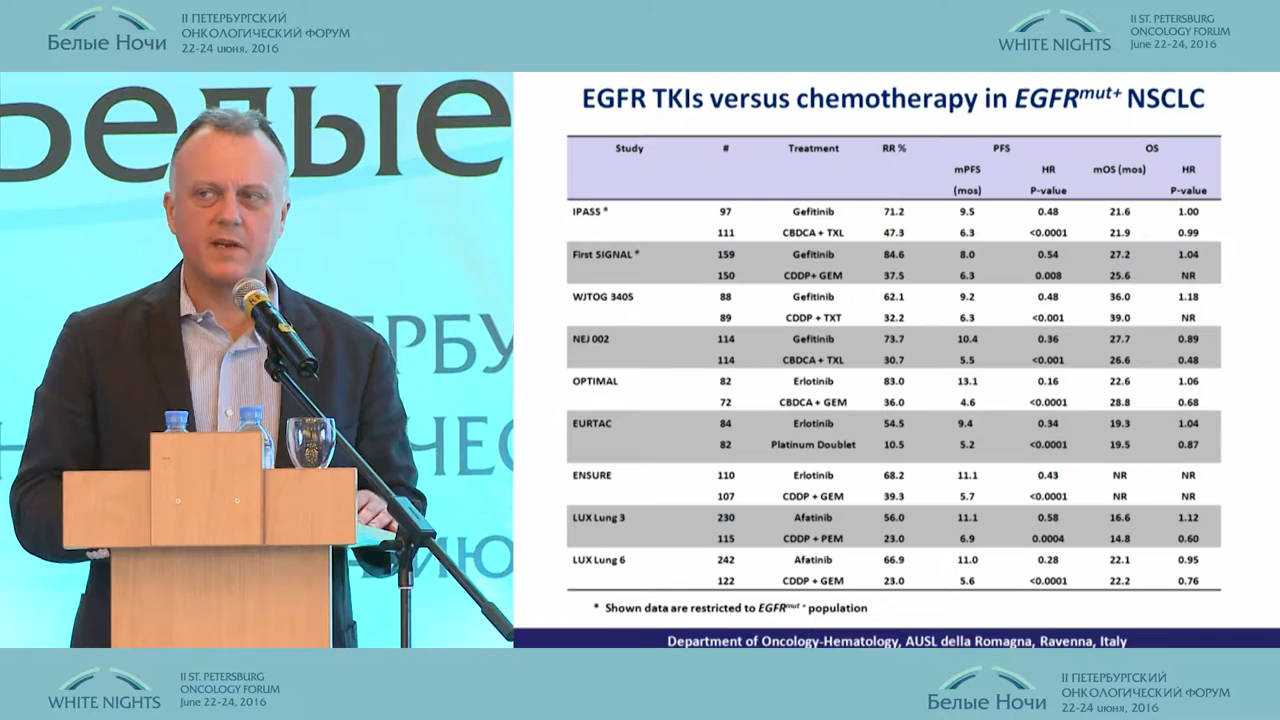 Белые Ночи
II ПЕТЕРБУРГСКИЙ
ОНКОЛОГИЧЕСКИЙ ФОРУМ
22-24 июня, 2016
WHITE NIGHTS
II ST. PETERSBURG
ONCOLOGY FORUM
June 22-24, 2016
Белые
ЕРБУ
ЧЕС
ИЮ
EGFR TKIs versus chemotherapy in EGFRmut+ NSCLC
Study # Treatment RR % PFS OS
mPFS HR mOS (mos) HR
(mos) P-value P-value
IPASS * 97 Gefitinib 71.2 9.5 0.48 21.6 1.00
111 CBDCA + TXL 47.3 6.3 <0.0001 21.9 0.99
First SIGNAL * 159 Gefitinib 84.6 8.0 0.54 27.2 1.04
150 CDDP+ GEM 37.5 6.3 0.008 25.6 NR
WJTOG 3405 88 Gefitinib 62.1 9.2 0.48 36.0 1.18
89 CDDP + TXT 32.2 6.3 <0.001 39.0 NR
NEJ 002 114 Gefitinib 73.7 10.4 0.36 27.7 0.89
114 CBDCA + TXL 30.7 5.5 <0.001 26.6 0.48
OPTIMAL 82 Erlotinib 83.0 13.1 0.16 22.6 1.06
72 CBDCA + GEM 36.0 4.6 <0.0001 28.8 0.68
EURTAC 84 Erlotinib 54.5 9.4 0.34 19.3 1.04
82 Platinum Doublet 10.5 5.2 <0.0001 19.5 0.87
ENSURE 110 Erlotinib 68.2 11.1 0.43 NR NR
107 CDDP + GEM 39.3 5.7 <0.0001 NR NR
LUX Lung 3 230 Afatinib 56.0 11.1 0.58 16.6 1.12
115 CDDP + PEM 23.0 6.9 0.0004 14.8 0.60
LUX Lung 6 242 Afatinib 66.9 11.0 0.28 22.1 0.95
122 CDDP + GEM 23.0 5.6 <0.0001 22.2 0.76
* Shown data are restricted to EGFRmut + population
Department of Oncology-Hematology, AUSL della Romagna, Ravenna, Italy
WHITE NIGHTS
II ST. PETERSBURG
ONCOLOGY FORUM
June 22-24, 2016
Белые Ночи
II ПЕТЕРБУРГСКИЙ
ОНКОЛОГИЧЕСКИЙ ФОРУМ
22-24 июня, 2016